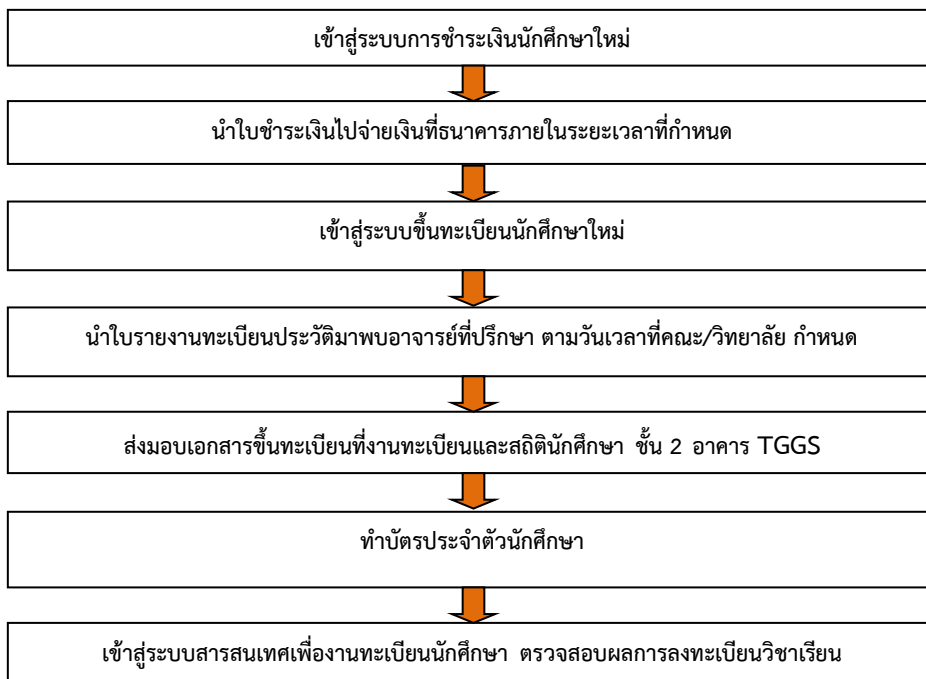 เข้าสู่ระบบการชำระเงินนักศึกษาใหม่
นำใบชำระเงินไปจ่ายเงินที่ธนาคารภายในระยะเวลาที่กำหนด
เข้าสู่ระบบขึ้นทะเบียนนักศึกษาใหม่
นำใบรายงานทะเบียนประวัติมาพบอาจารย์ที่ปรึกษา ตามวันเวลาที่คณะ/วิทยาลัย กำหนด
ส่งมอบเอกสารขึ้นทะเบียนที่งานทะเบียนและสถิตินักศึกษา ชั้น 2 อาคาร TGGS
ทำบัตรประจำตัวนักศึกษา
เข้าสู่ระบบสารสนเทศเพื่องานทะเบียนนักศึกษา ตรวจสอบผลการลงทะเบียนวิชาเรียน